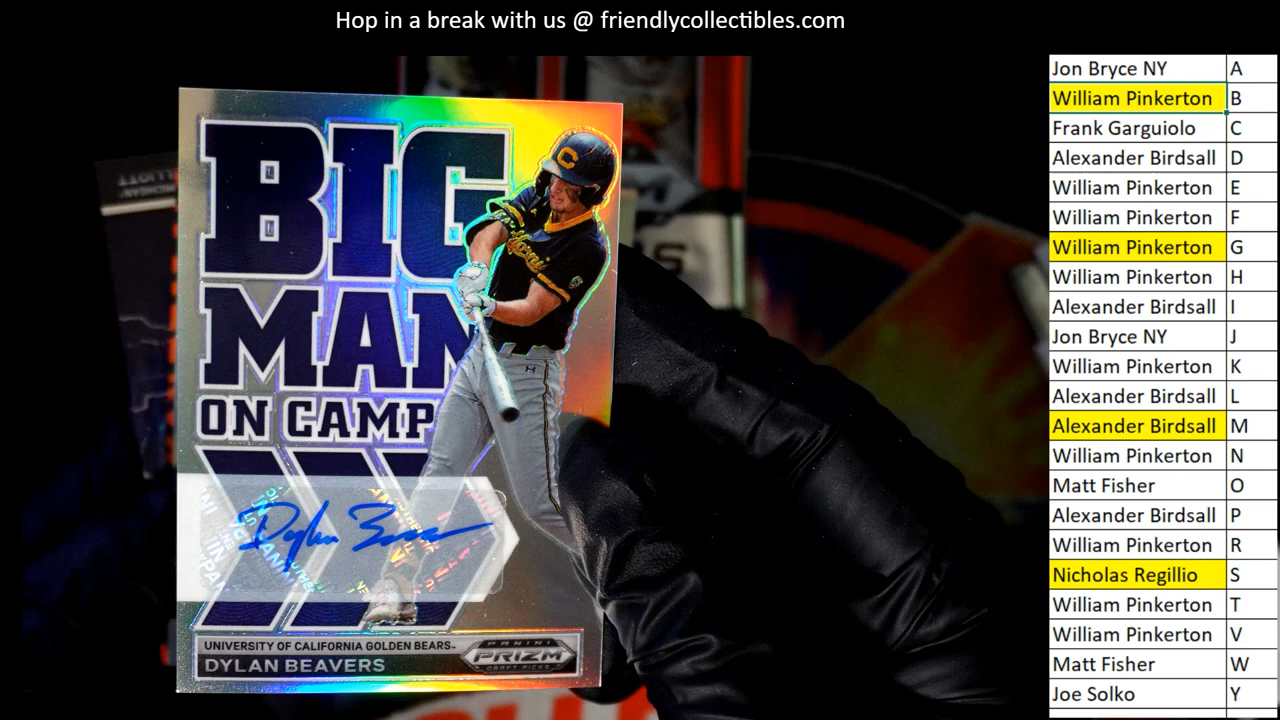 Hop in a break with us @ friendlycollectibles.com
BIG
MAN
ON CAMP
C
Dylan Beavers
UNIVERSITY OF CALIFORNIA GOLDEN BEARS
DYLAN BEAVERS
PANINI
PRIZM
DRAFT PICKS
ELLIOTT
Jon Bryce NY A
William Pinkerton B
Frank Garguiolo C
Alexander Birdsall D
William Pinkerton E
William Pinkerton F
William Pinkerton G
William Pinkerton H
Alexander Birdsall I
Jon Bryce NY J
William Pinkerton K
Alexander Birdsall L
Alexander Birdsall M
William Pinkerton N
Matt Fisher O
Alexander Birdsall P
William Pinkerton R
Nicholas Regillio S
William Pinkerton T
William Pinkerton V
Matt Fisher W
Joe Solko Y